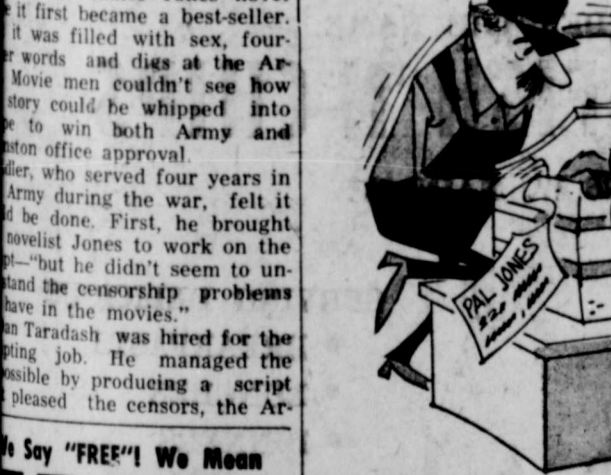 it first became a best-seller.
it was filled with sex, four-
words and digs at the Ar-
Movie men couldn't see how
story could be whipped into
to win both Army and
office approval.
who served four years in
Army during the war, felt it
be done. First, he brought
novelist Jones to work on the
"but he didn't seem to un-
stand the censorship problems
have in the movies."
Taradash was hired for the
job. He managed the
by producing a script
pleased the censors, the Ar-
Say "FREE"! We Mean
PAL JONES